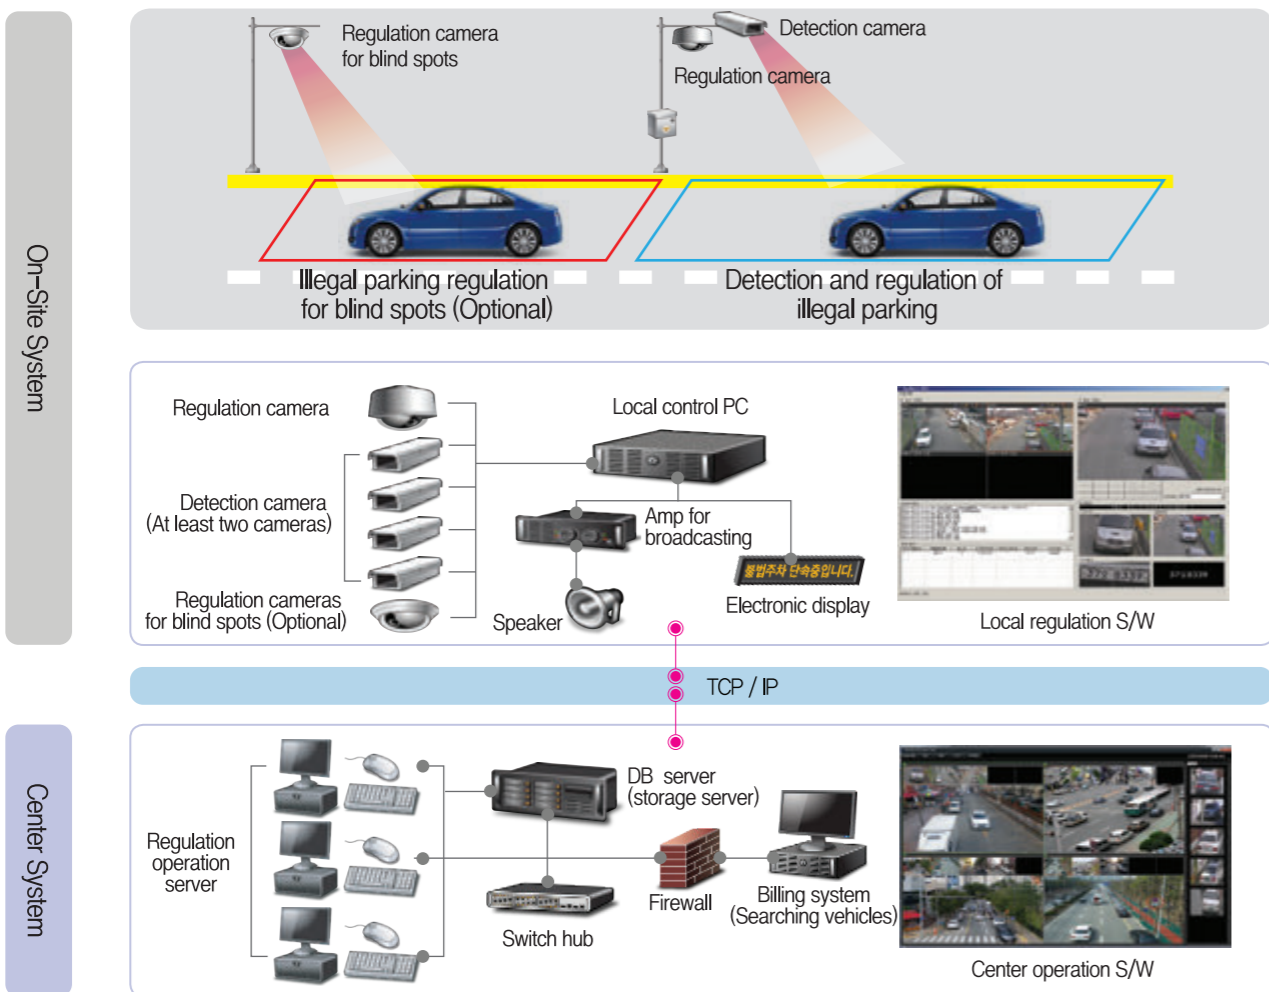 On-Site System
Regulation camera
for blind spots
Detection camera
Regulation camera
Illegal parking regulation
for blind spots (Optional)
Detection and regulation of
illegal parking
Regulation camera
Detection camera
(At least two cameras)
Regulation cameras
for blind spots (Optional)
Local control PC
Amp for
broadcasting
Speaker
불법주차 단속중입니다.
Electronic display
Local regulation S/W
TCP / IP
Center System
Regulation
operation
server
DB server
(storage server)
Switch hub
Firewall
Billing system
(Searching vehicles)
Center operation S/W